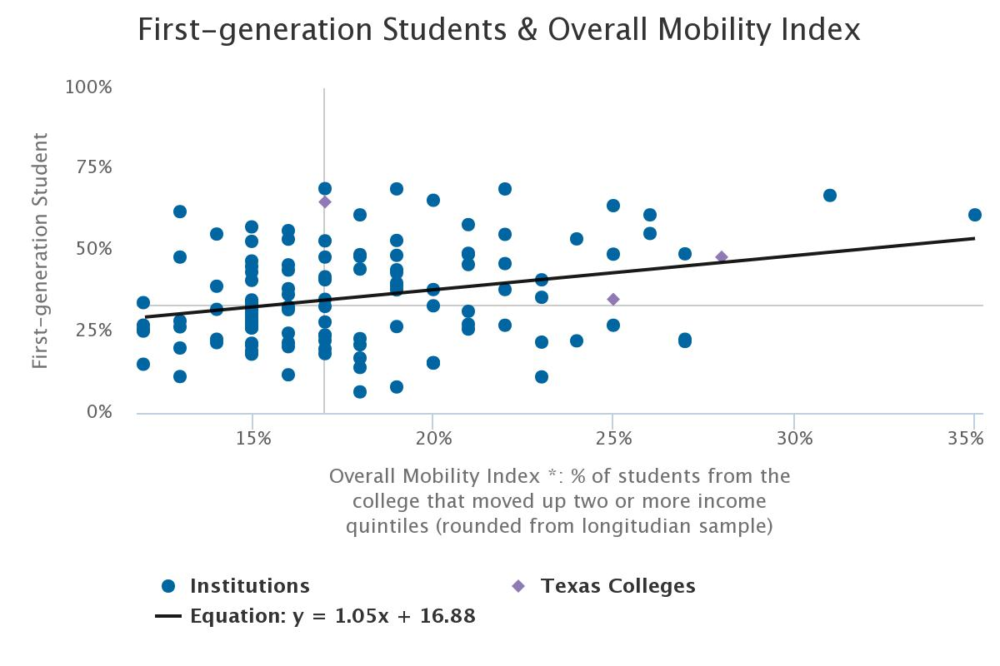 First-generation Students & Overall Mobility Index
100%
75%
50%
25%
0%
First-generation Student
15%
20%
25%
30%
35%
Overall Mobility Index *: % of students from the
college that moved up two or more income
quintiles (rounded from longitudian sample)
Institutions
Texas Colleges
Equation: y = 1.05x + 16.88